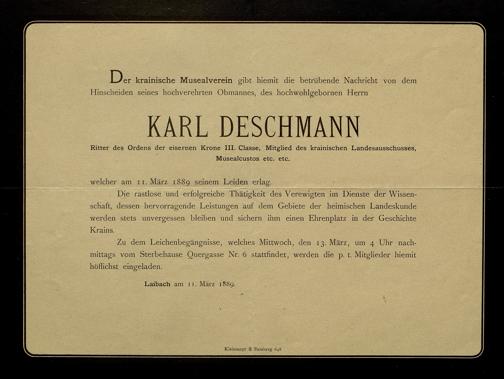 Der krainische Musealverein gibt hiemit die betrübende Nachricht von dem
Hinscheiden seines hochverehrten Obmannes, des hochwohlgebornen Herrn
KARL DESCHMANN
Ritter des Ordens der eisernen Krone III. Classe, Mitglied des krainischen Landesausschusses,
Musealcustos etc. etc.
welcher am 11. März 1889 seinem Leiden erlag.
Die rastlose und erfolgreiche Thätigkeit des Verewigten im Dienste der Wissen-
schaft, dessen hervorragende Leistungen auf dem Gebiete der heimischen Landeskunde
werden stets unvergessen bleiben und sichern ihm einen Ehrenplatz in der Geschichte
Krains.
Zu dem Leichenbegängnisse, welches Mittwoch, den 13. März, um 4 Uhr nach-
mittags vom Sterbehause Quergasse Nr. 6 stattfindet, werden die p. t. Mitglieder hiemit
höflichst eingeladen.
Laibach am 11. März 1889.
Kleinmayr & Bamberg